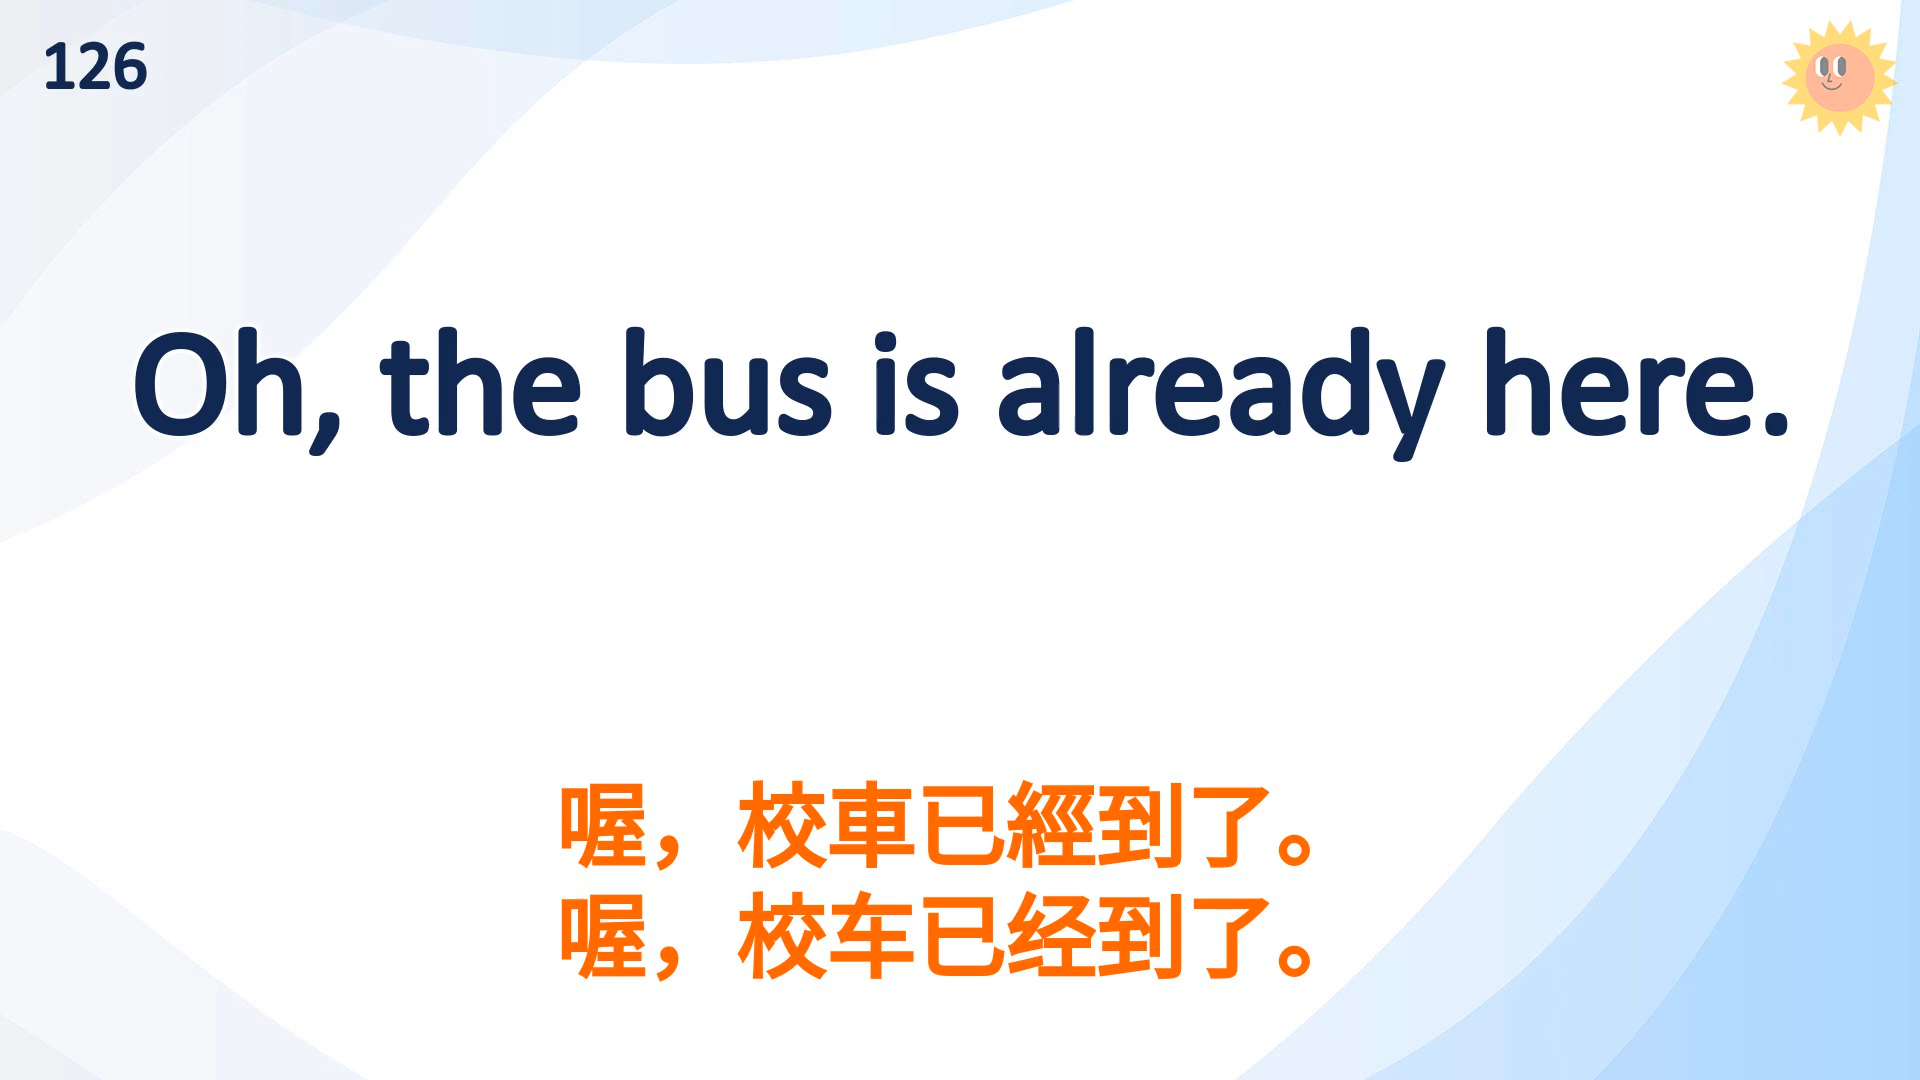 126
Oh, the bus is already here.
喔，校車已經到了。
喔，校车已经到了。